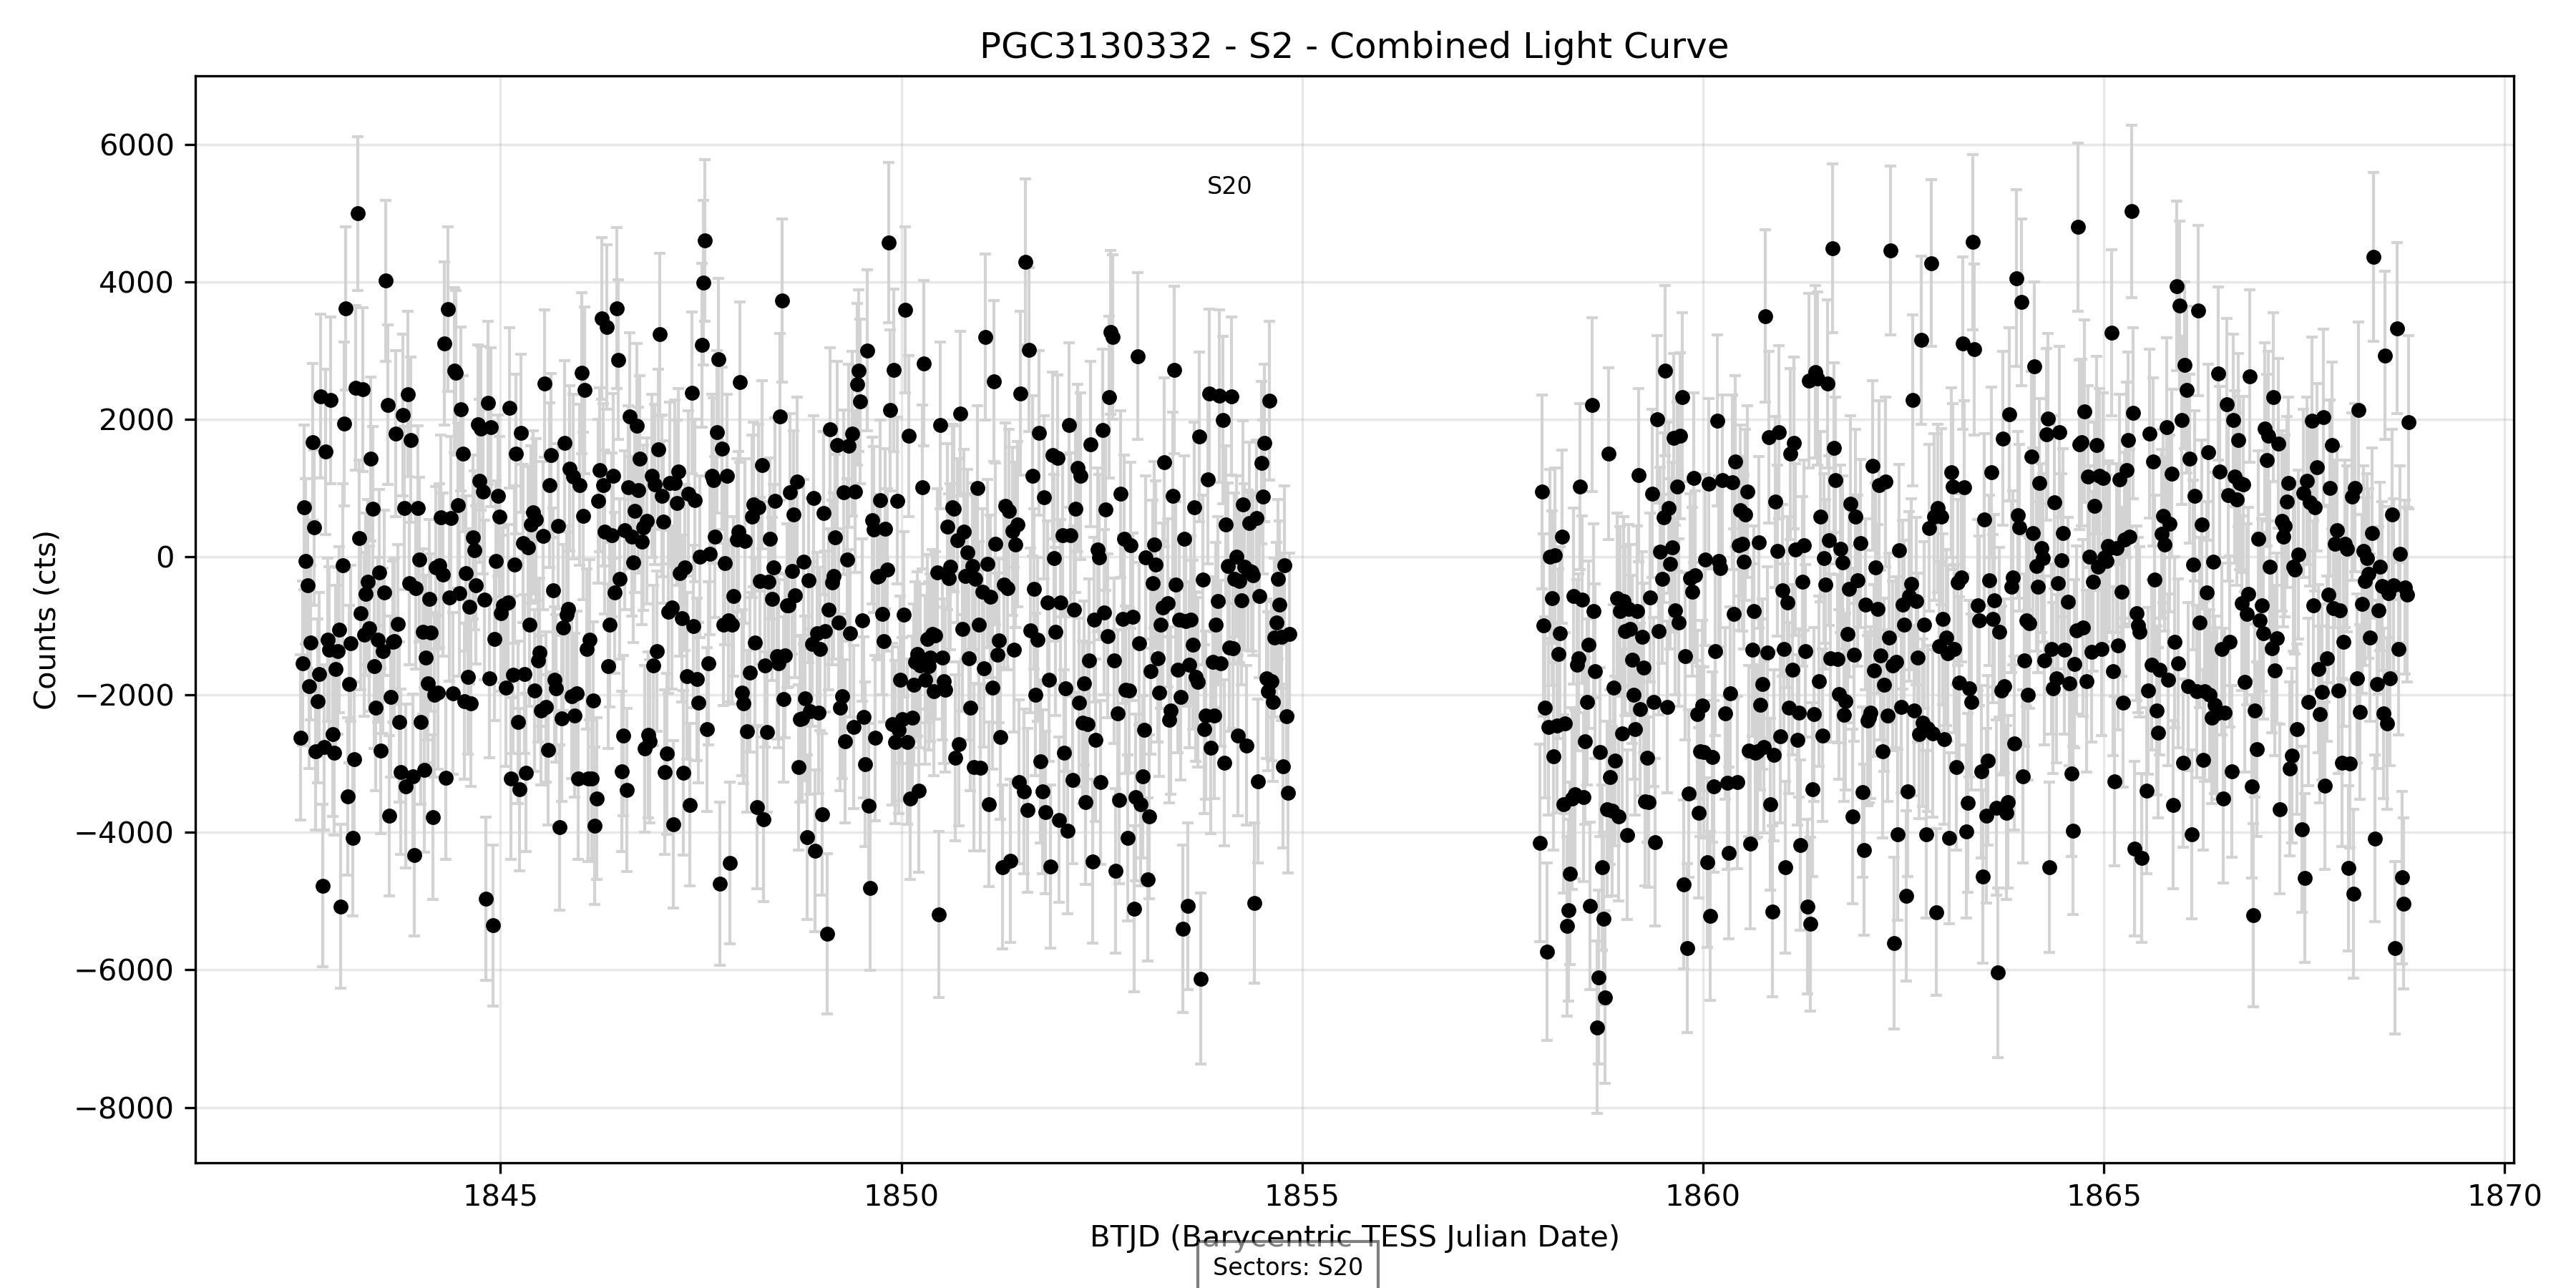 PGC3130332 - S2 - Combined Light Curve
6000
4000
2000
0
−2000
−4000
−6000
−8000
Counts (cts)
S20
1845
1850
1855
1860
1865
1870
BTJD (Barycentric TESS Julian Date)
Sectors: S20